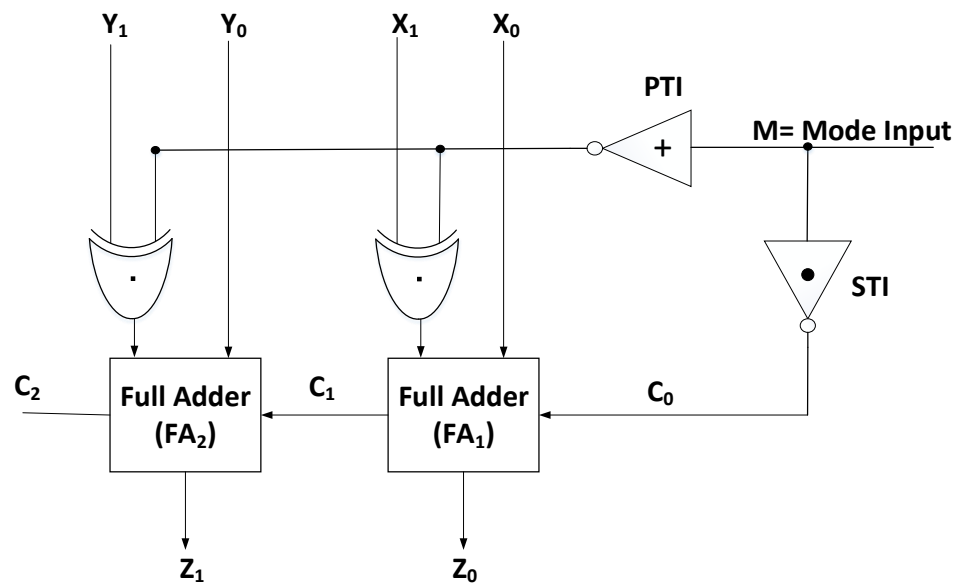 Y₁ Y₀ X₁ X₀
PTI
M= Mode Input
+
STI
C₂ Full Adder (FA₂) C₁ Full Adder (FA₁) C₀
Z₁ Z₀